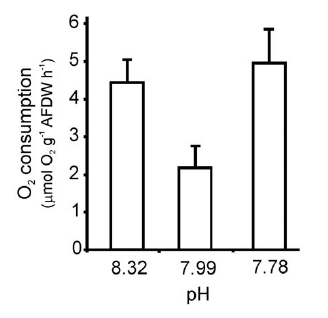 O₂ consumption
(µmol O₂ g⁻¹ AFDW h⁻¹)
6
5
4
3
2
1
0
8.32 7.99 7.78
pH